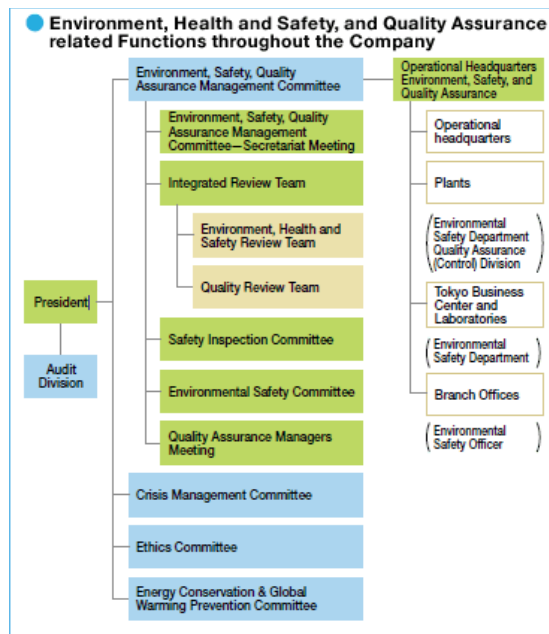 Environment, Health and Safety, and Quality Assurance
related Functions throughout the Company
Environment, Safety, Quality
Assurance Management Committee
Operational Headquarters
Environment, Safety, and
Quality Assurance
Environment, Safety, Quality
Assurance Management
Committee—Secretariat Meeting
Operational
headquarters
Integrated Review Team
Plants
Environment, Health and
Safety Review Team
(Environmental
Safety Department
Quality Assurance
(Control) Division)
Quality Review Team
President
Tokyo Business
Center and
Laboratories
Safety Inspection Committee
(Environmental
Safety Department)
Audit
Division
Environmental Safety Committee
Branch Offices
Quality Assurance Managers
Meeting
(Environmental
Safety Officer)
Crisis Management Committee
Ethics Committee
Energy Conservation & Global
Warming Prevention Committee